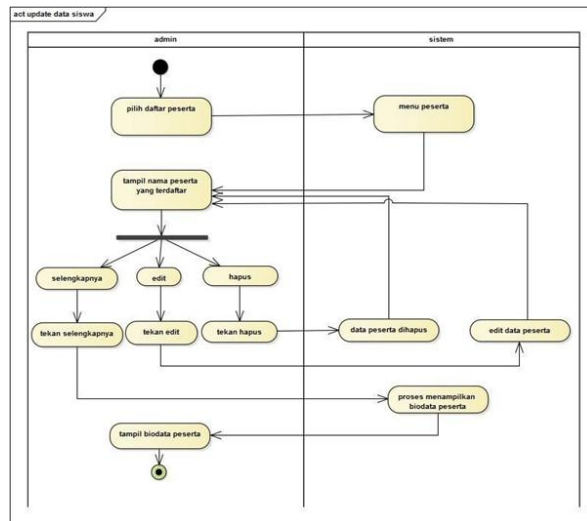 act update data siswa
admin
sistem
pilih daftar peserta
menu peserta
tampil nama peserta
yang terdaftar
selengkapnya
edit
hapus
tekan selengkapnya
tekan edit
tekan hapus
data peserta dihapus
edit data peserta
proses menampilkan
biodata peserta
tampil biodata peserta